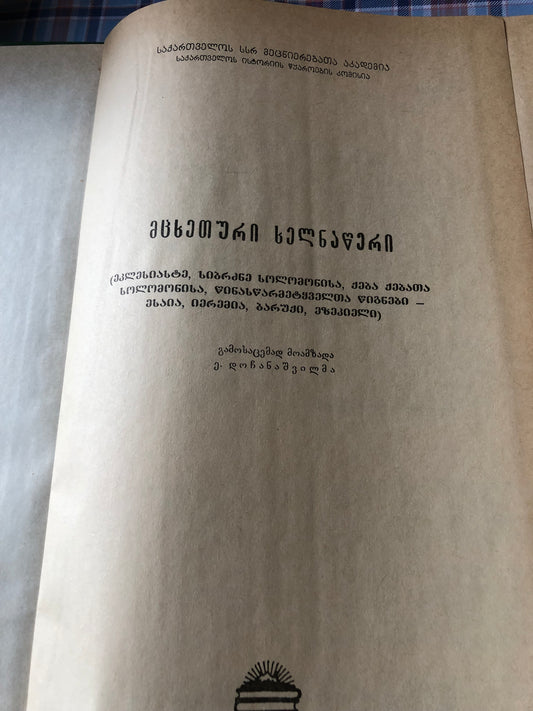 საქართველოს სსრ მეცნიერებათა აკადემია
საქართველოს ისტორიის წყაროების კომისია
მცხეთური ხელნაწერი
(ეკლესიასტე, სიბრძნე სოლომონისა, ქება ქებათა
სოლომონისა, წინასწარმეტყველთა წიგნები —
ესაია, იერემია, ბარუქი, ეზეკიელი)
გამოსაცემად მოამზადა
ე. დოჩანაშვილმა